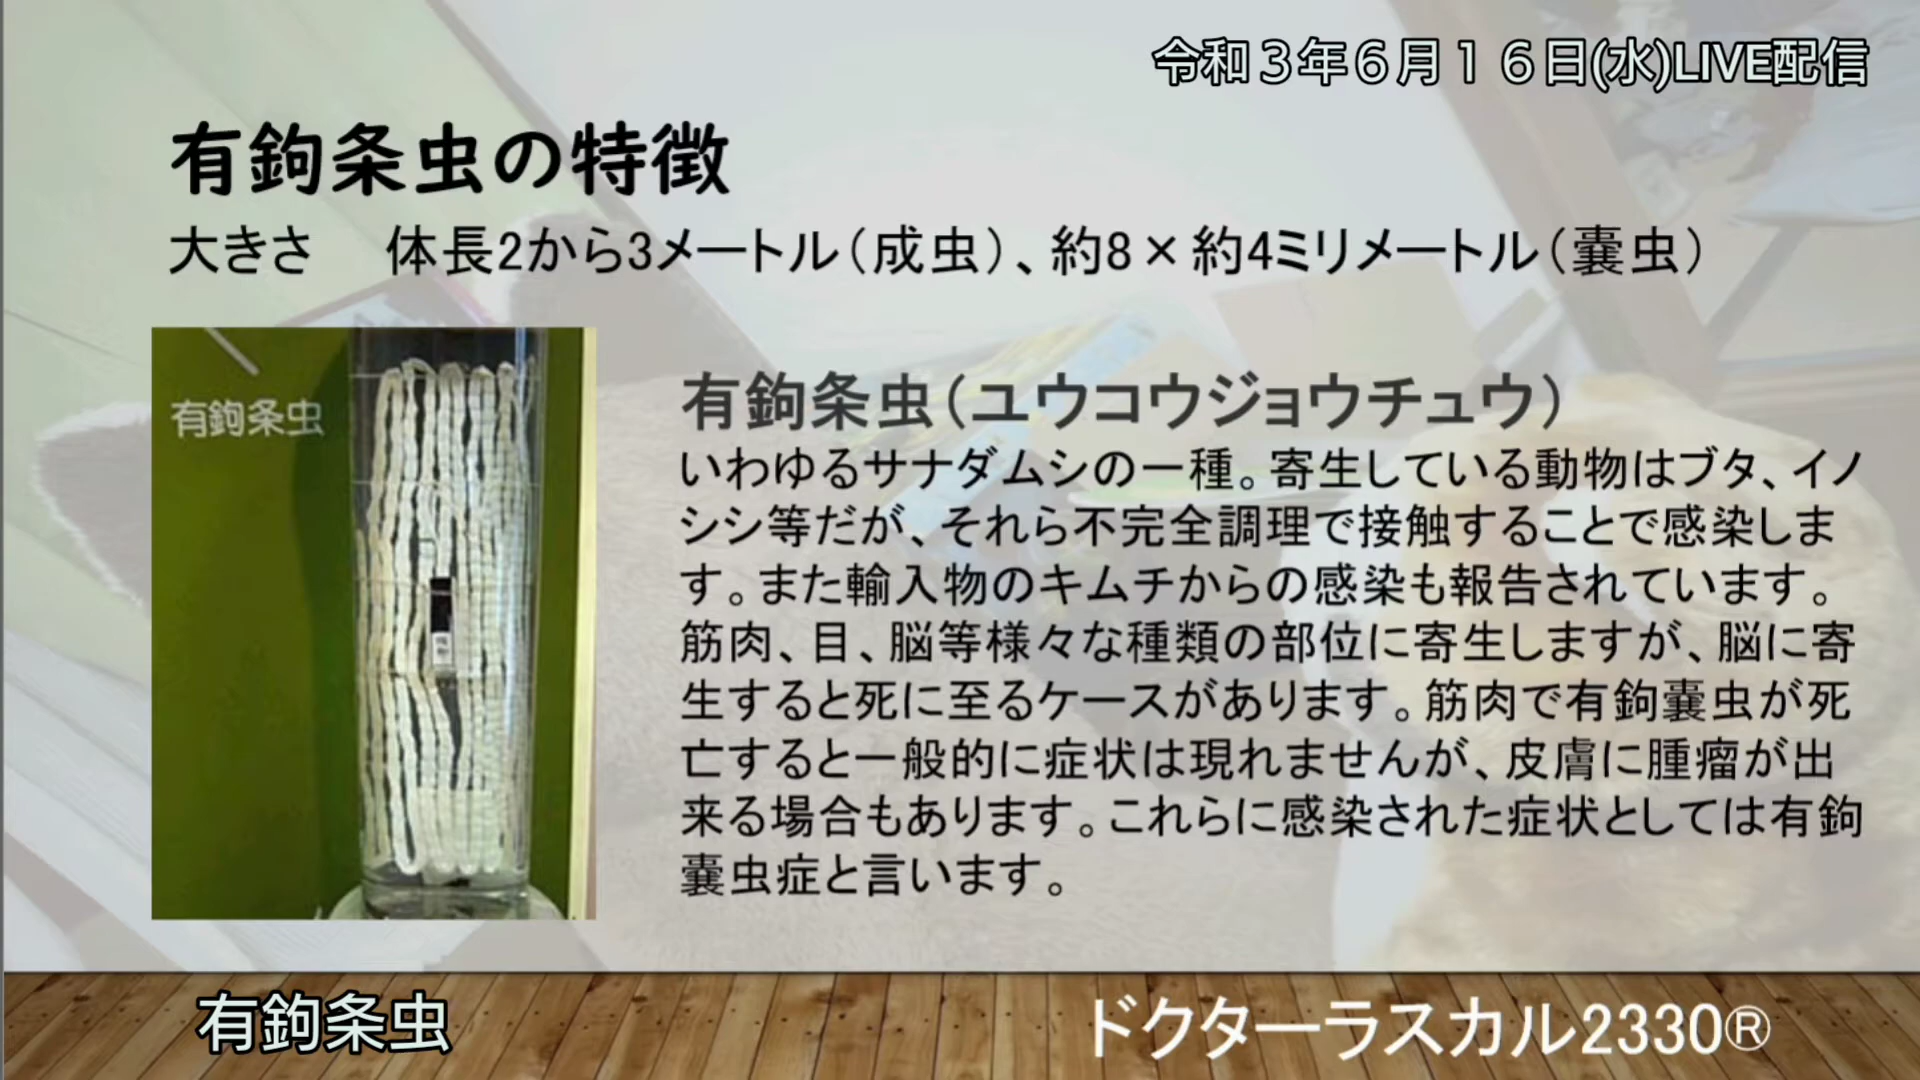 令和３年６月１６日(水)LIVE配信
有鉤条虫の特徴
大きさ　体長2から3メートル（成虫）、約8×約4ミリメートル（嚢虫）
有鉤条虫
有鉤条虫（ユウコウジョウチュウ）
いわゆるサナダムシの一種。寄生している動物はブタ、イノ
シシ等だが、それら不完全調理で接触することで感染しま
す。また輸入物のキムチからの感染も報告されています。
筋肉、目、脳等様々な種類の部位に寄生しますが、脳に寄
生すると死に至るケースがあります。筋肉で有鉤嚢虫が死
亡すると一般的に症状は現れませんが、皮膚に腫瘤が出
来る場合もあります。これらに感染された症状としては有鉤
嚢虫症と言います。
有鉤条虫
ドクターラスカル2330®